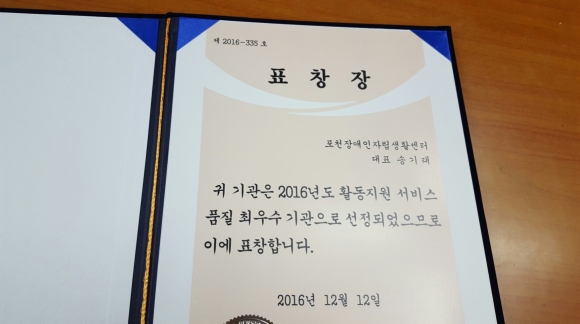 제 2016-335 호
표 창 장
포천장애인자립생활센터
대표 송기대
귀 기관은 2016년도 활동지원 서비스
품질 최우수 기관으로 선정되었으므로
이에 표창합니다.
2016년 12월 12일